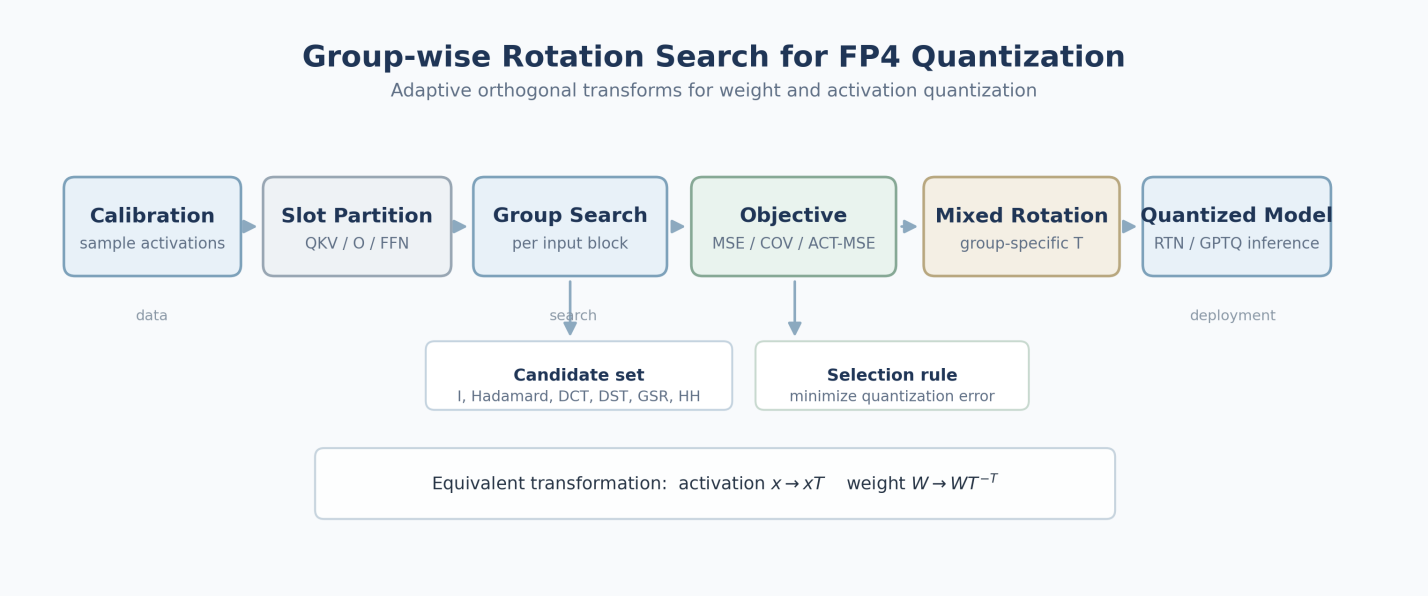 Group-wise Rotation Search for FP4 Quantization
Adaptive orthogonal transforms for weight and activation quantization
Calibration
sample activations
Slot Partition
QKV / O / FFN
Group Search
per input block
Objective
MSE / COV / ACT-MSE
Mixed Rotation
group-specific T
Quantized Model
RTN / GPTQ inference
data
search
deployment
Candidate set
I, Hadamard, DCT, DST, GSR, HH
Selection rule
minimize quantization error
Equivalent transformation: activation x → xT weight W → WT^{-T}